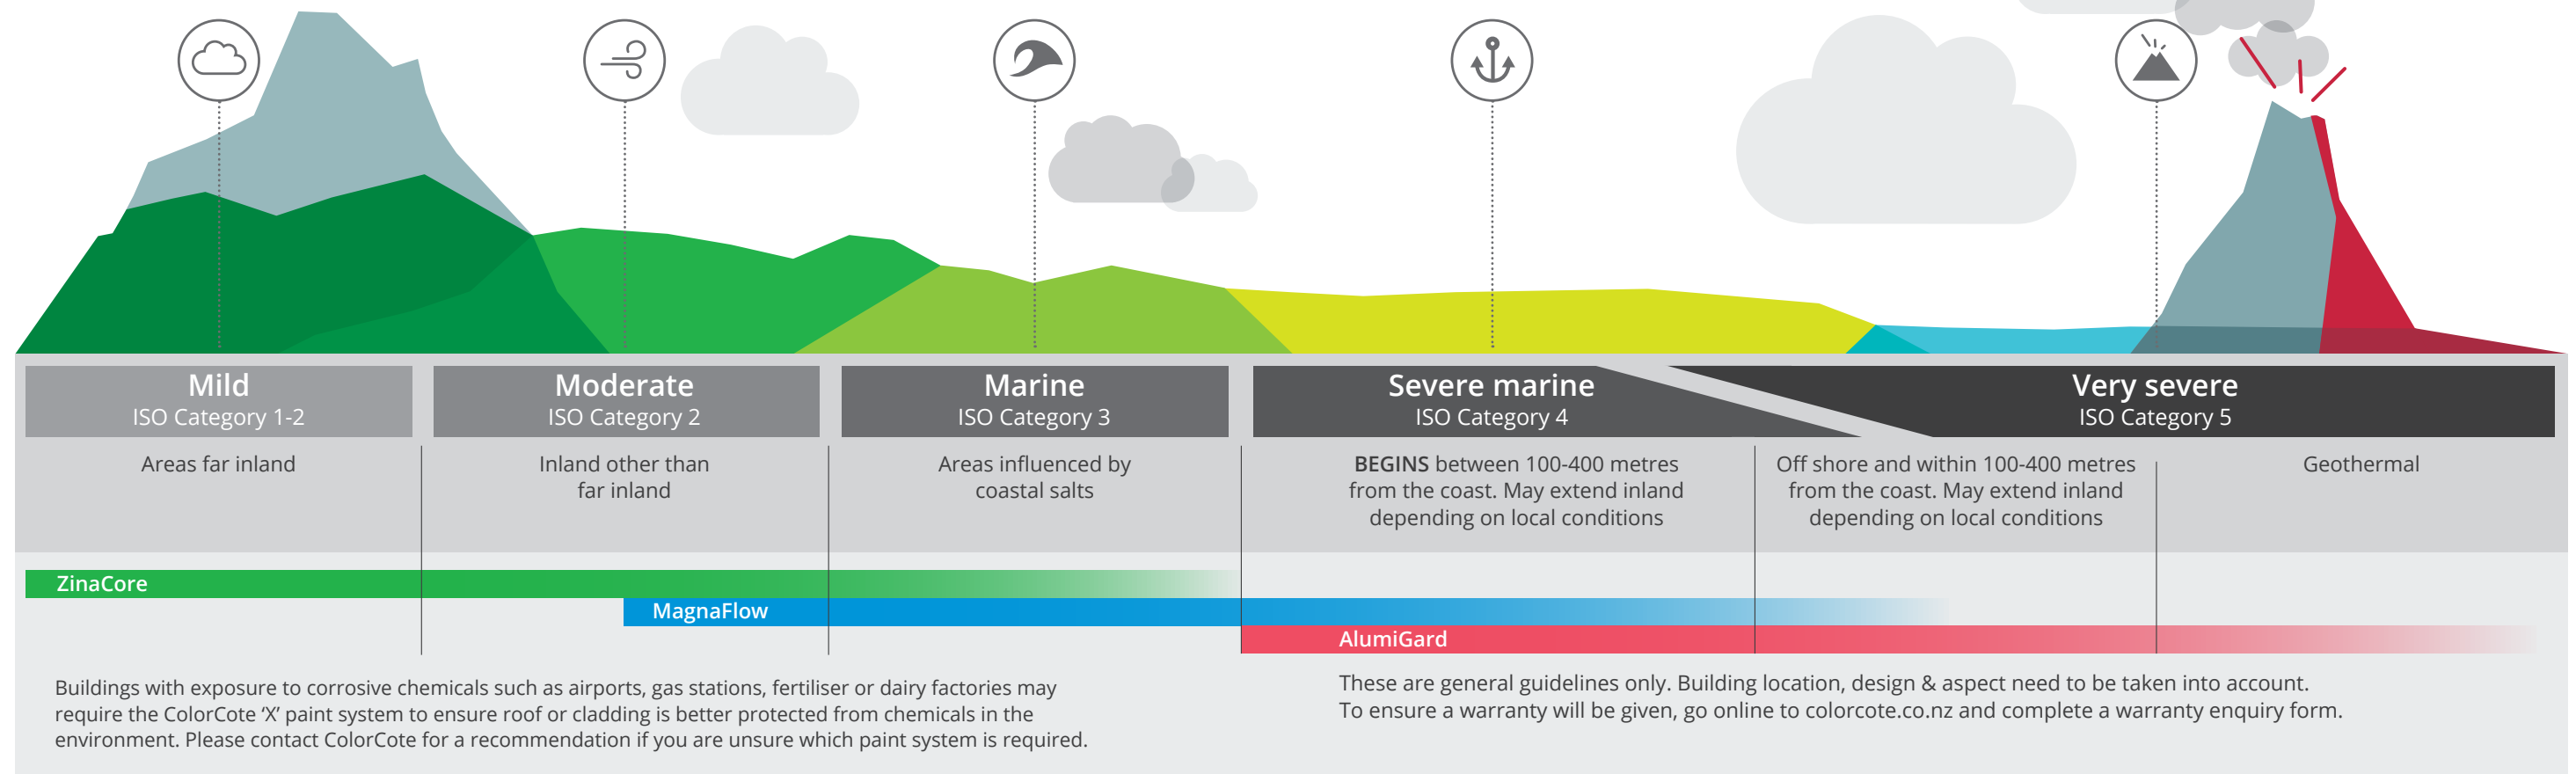 Mild
ISO Category 1-2
Moderate
ISO Category 2
Marine
ISO Category 3
Severe marine
ISO Category 4
Very severe
ISO Category 5
Areas far inland
Inland other than
far inland
Areas influenced by
coastal salts
BEGINS between 100-400 metres
from the coast. May extend inland
depending on local conditions
Off shore and within 100-400 metres
from the coast. May extend inland
depending on local conditions
Geothermal
ZinaCore
MagnaFlow
AlumiGard
Buildings with exposure to corrosive chemicals such as airports, gas stations, fertiliser or dairy factories may
require the ColorCote ‘X’ paint system to ensure roof or cladding is better protected from chemicals in the
environment. Please contact ColorCote for a recommendation if you are unsure which paint system is required.
These are general guidelines only. Building location, design & aspect need to be taken into account.
To ensure a warranty will be given, go online to colorcote.co.nz and complete a warranty enquiry form.